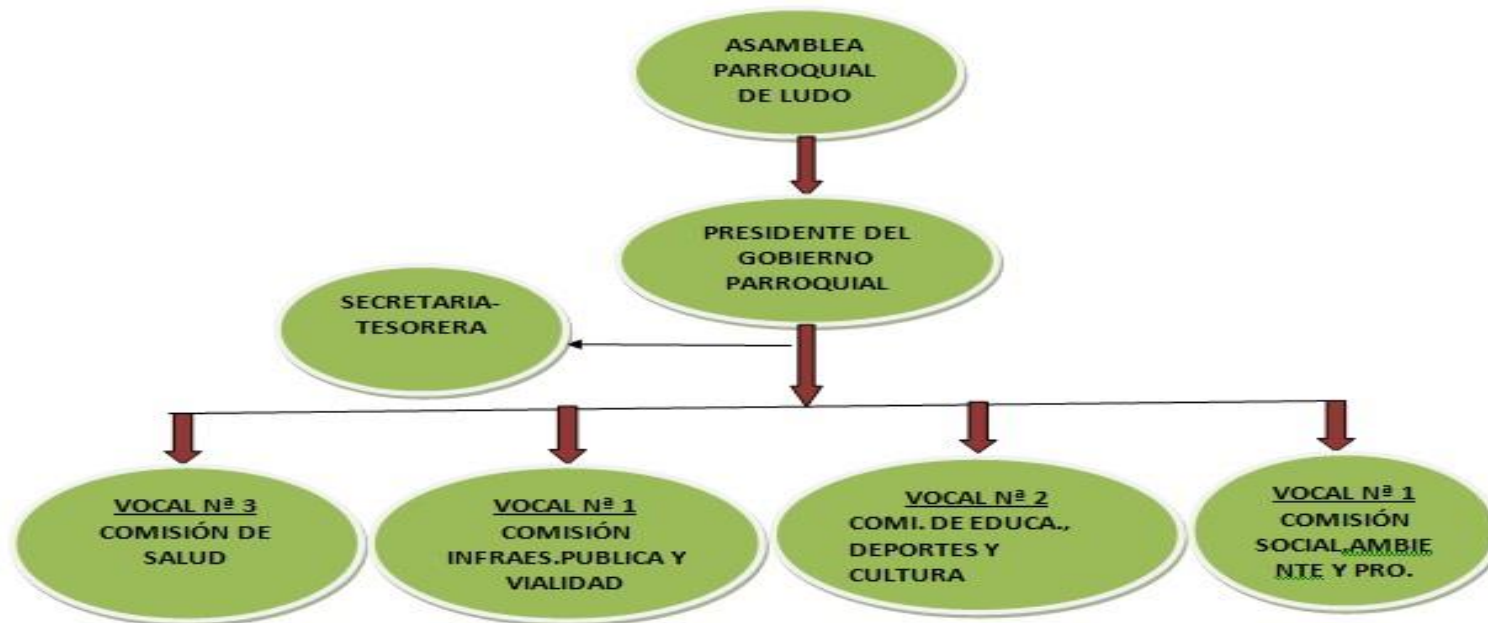 ASAMBLEA
PARROQUIAL
DE LUDO
PRESIDENTE DEL
GOBIERNO
PARROQUIAL
SECRETARIA-
TESORERA
VOCAL Nª 3
COMISIÓN DE
SALUD
VOCAL Nª 1
COMISIÓN
INFRAES.PUBLICA Y
VIALIDAD
VOCAL Nª 2
COMI. DE EDUCA.,
DEPORTES Y
CULTURA
VOCAL Nª 1
COMISIÓN
SOCIAL,AMBIE
NTE Y PRO.